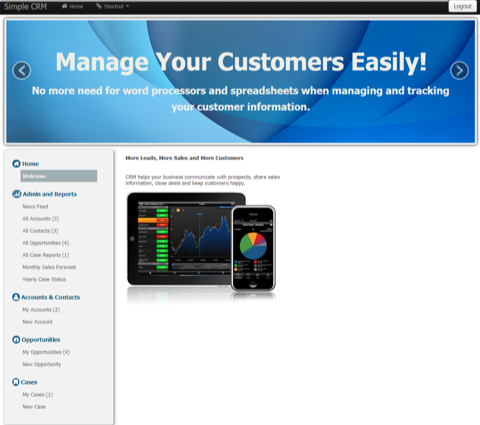 Simple CRM
Home
Shortcut
Logout
Manage Your Customers Easily!
No more need for word processors and spreadsheets when managing and tracking
your customer information.
Home
Welcome
Admin and Reports
News Feed
All Accounts (3)
All Contacts (3)
All Opportunities (4)
All Case Reports (1)
Monthly Sales Forecast
Yearly Case Status
Accounts & Contacts
My Accounts (2)
New Account
Opportunities
My Opportunities (4)
New Opportunity
Cases
My Cases (1)
New Case
More Leads, More Sales and More Customers
CRM helps your business communicate with prospects, share sales
information, close deals and keep customers happy.